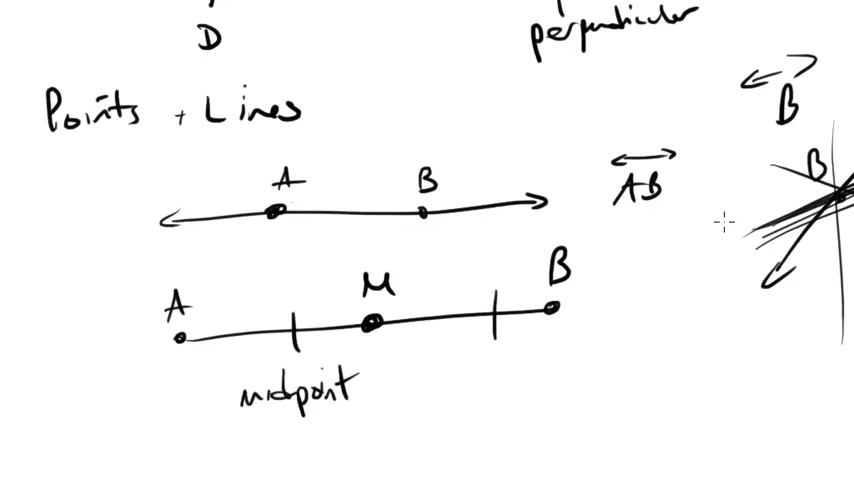 D
perpendicular
Points + Lines
B
A B
AB
B
A M B
midpoint